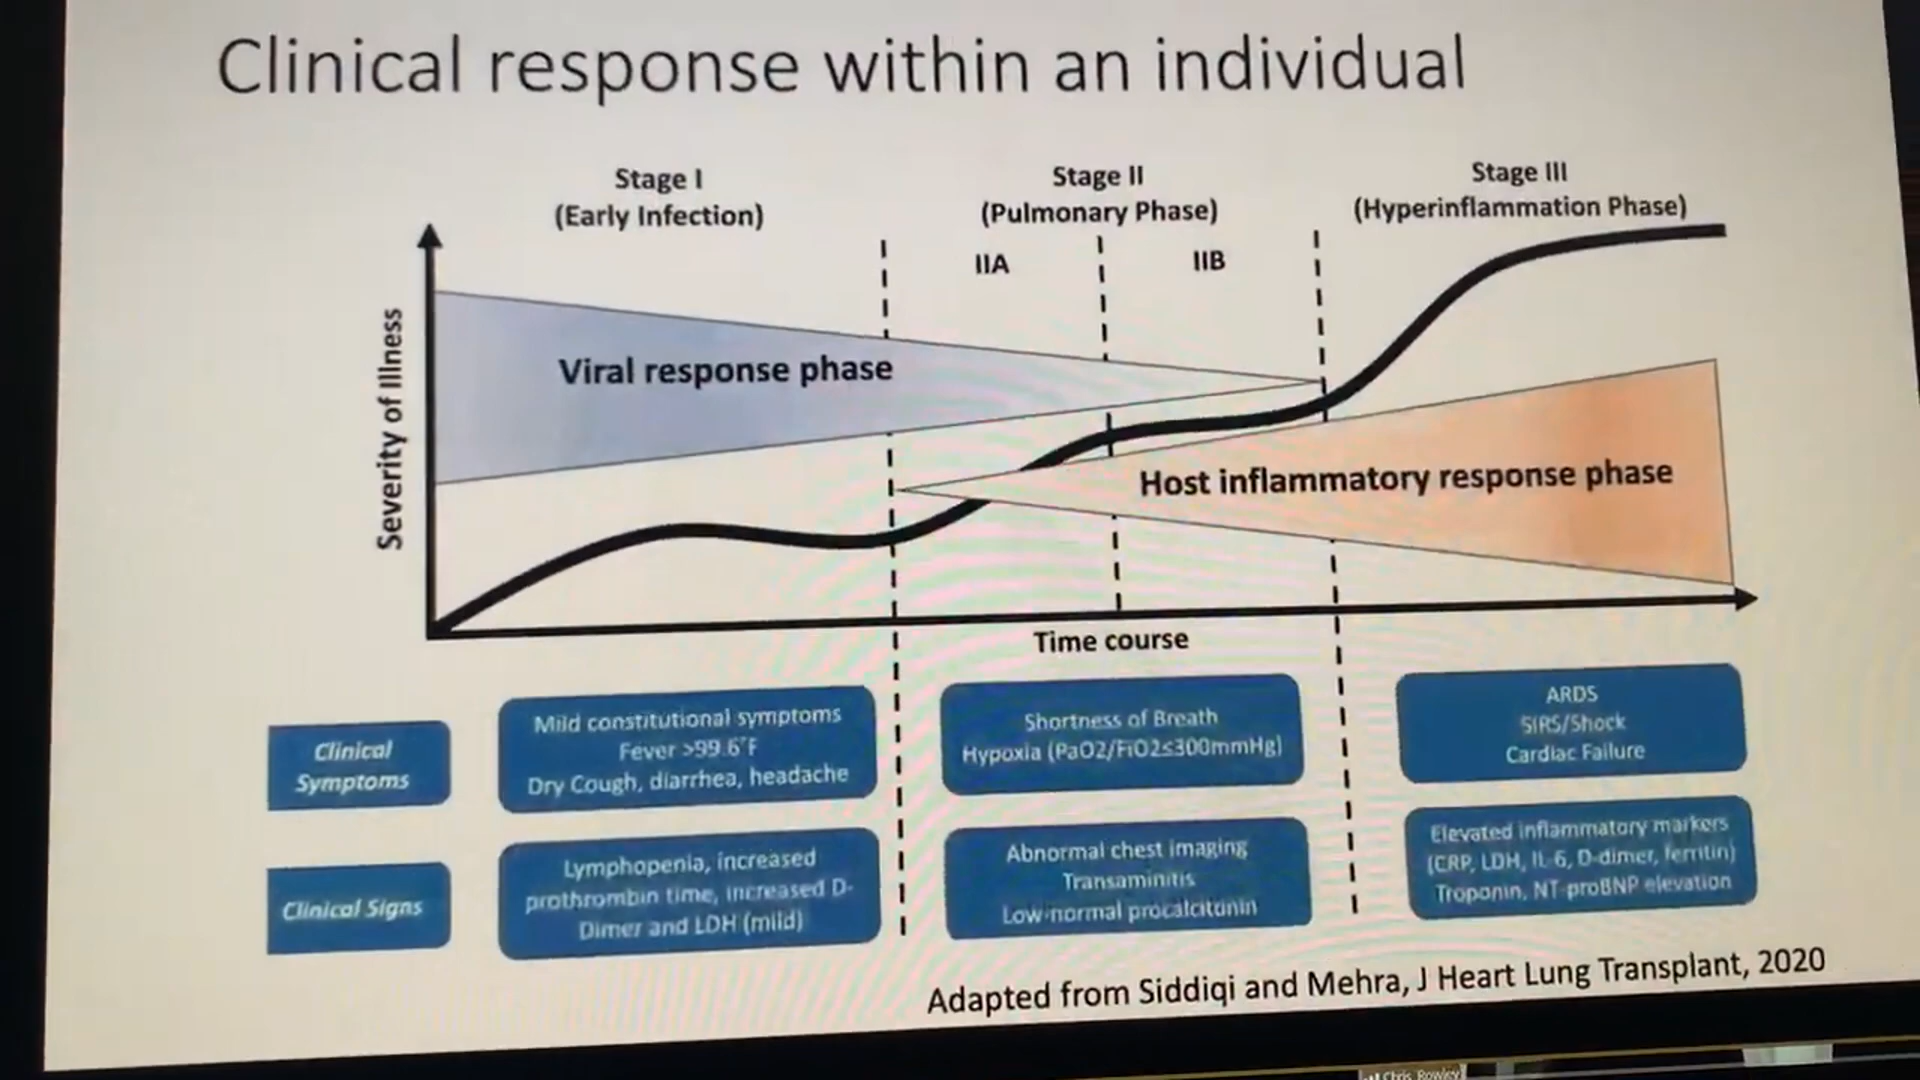 Clinical response within an individual
Stage I
(Early Infection)
Stage II
(Pulmonary Phase)
Stage III
(Hyperinflammation Phase)
IIA
IIB
Severity of Illness
Viral response phase
Host inflammatory response phase
Time course
Clinical
Symptoms
Mild constitutional symptoms
Fever >99.6°F
Dry Cough, diarrhea, headache
Shortness of Breath
Hypoxia (PaO2/FiO2≤300mmHg)
ARDS
SIRS/Shock
Cardiac Failure
Clinical Signs
Lymphopenia, increased
prothrombin time, increased D-
Dimer and LDH (mild)
Abnormal chest imaging
Transaminitis
Low-normal procalcitonin
Elevated inflammatory markers
(CRP, LDH, IL-6, D-dimer, ferritin)
Troponin, NT-proBNP elevation
Adapted from Siddiqi and Mehra, J Heart Lung Transplant, 2020
Chris Rowley